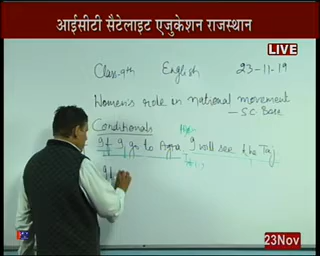 आईसीटी सैटेलाइट एजुकेशन राजस्थान
LIVE
Class-9th English 23-11-19
Women's role in national movement
— S.C. Bose
Conditionals
If I go to Agra, I will see the Taj.
If
23Nov